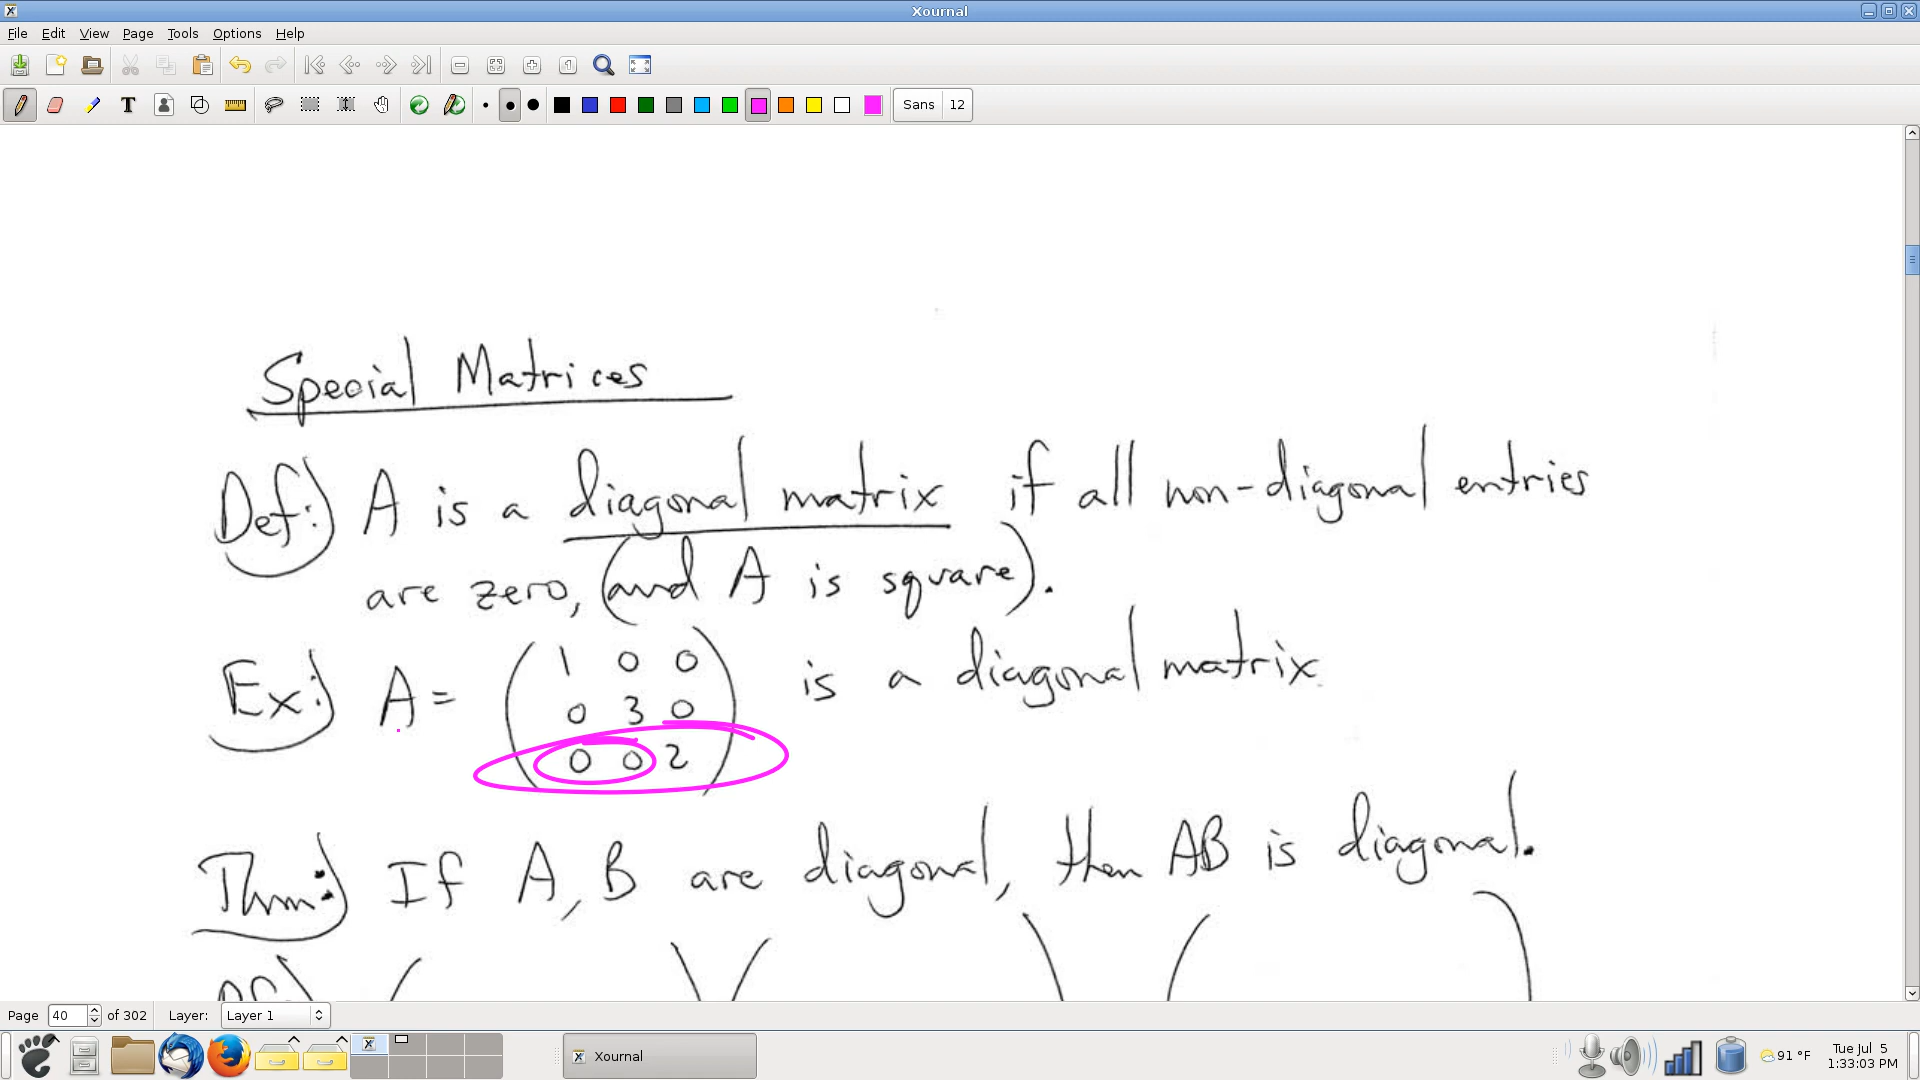 Xournal
File Edit View Page Tools Options Help
Sans 12
Special Matrices
Def:) A is a diagonal matrix if all non-diagonal entries
are zero, (and A is square).
Ex:) A = ( 1 0 0
0 3 0
0 0 2 ) is a diagonal matrix.
Thm:) If A, B are diagonal, then AB is diagonal.
Page 40 of 302 Layer: Layer 1
Xournal
91 °F
Tue Jul 5
1:33:03 PM